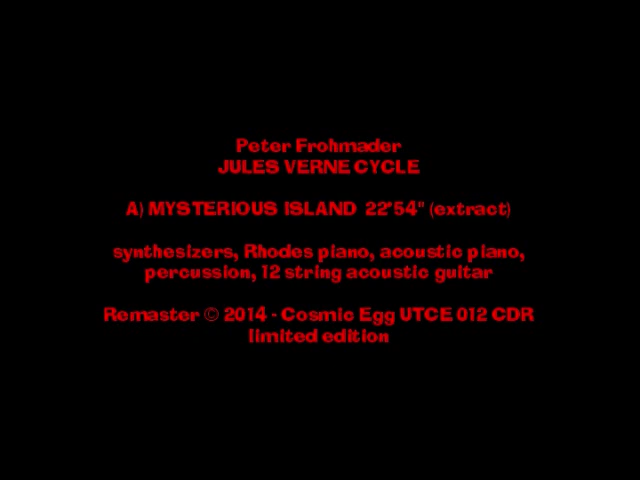 Peter Frohmader
JULES VERNE CYCLE
A) MYSTERIOUS ISLAND 22"54" (extract)
synthesizers, Rhodes piano, acoustic piano,
percussion, 12 string acoustic guitar
Remaster © 2014 - Cosmic Egg UTCE 012 CDR
limited edition